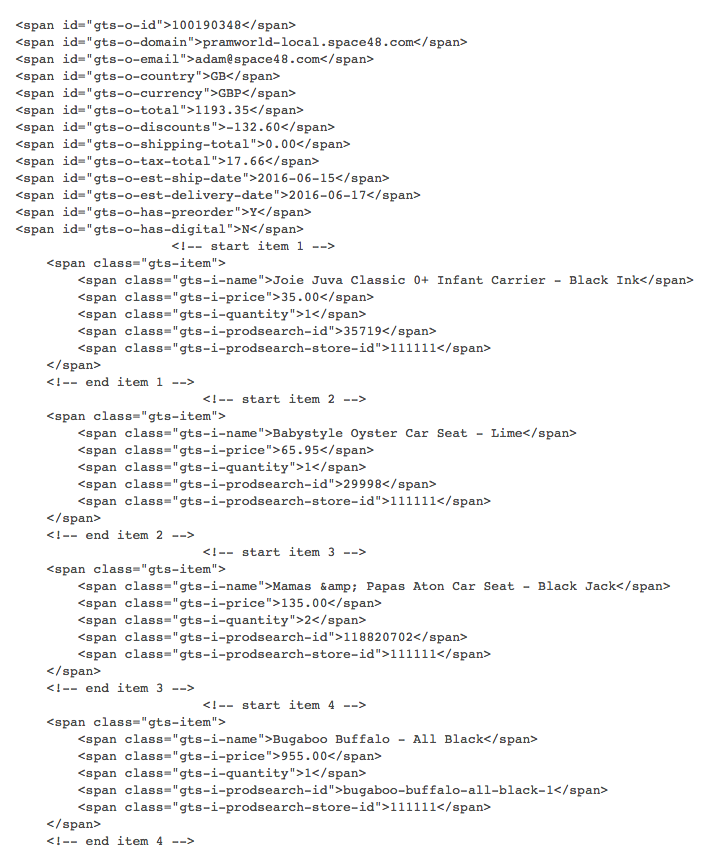 <span id="gts-o-id">100190348</span>
<span id="gts-o-domain">pramworld-local.space48.com</span>
<span id="gts-o-email">adam@space48.com</span>
<span id="gts-o-country">GB</span>
<span id="gts-o-currency">GBP</span>
<span id="gts-o-total">1193.35</span>
<span id="gts-o-discounts">-132.60</span>
<span id="gts-o-shipping-total">0.00</span>
<span id="gts-o-tax-total">17.66</span>
<span id="gts-o-est-ship-date">2016-06-15</span>
<span id="gts-o-est-delivery-date">2016-06-17</span>
<span id="gts-o-has-preorder">Y</span>
<span id="gts-o-has-digital">N</span>
<!-- start item 1 -->
<span class="gts-item">
<span class="gts-i-name">Joie Juva Classic 0+ Infant Carrier - Black Ink</span>
<span class="gts-i-price">35.00</span>
<span class="gts-i-quantity">1</span>
<span class="gts-i-prodsearch-id">35719</span>
<span class="gts-i-prodsearch-store-id">111111</span>
</span>
<!-- end item 1 -->
<!-- start item 2 -->
<span class="gts-item">
<span class="gts-i-name">Babystyle Oyster Car Seat - Lime</span>
<span class="gts-i-price">65.95</span>
<span class="gts-i-quantity">1</span>
<span class="gts-i-prodsearch-id">29998</span>
<span class="gts-i-prodsearch-store-id">111111</span>
</span>
<!-- end item 2 -->
<!-- start item 3 -->
<span class="gts-item">
<span class="gts-i-name">Mamas &amp; Papas Aton Car Seat - Black Jack</span>
<span class="gts-i-price">135.00</span>
<span class="gts-i-quantity">2</span>
<span class="gts-i-prodsearch-id">118820702</span>
<span class="gts-i-prodsearch-store-id">111111</span>
</span>
<!-- end item 3 -->
<!-- start item 4 -->
<span class="gts-item">
<span class="gts-i-name">Bugaboo Buffalo - All Black</span>
<span class="gts-i-price">955.00</span>
<span class="gts-i-quantity">1</span>
<span class="gts-i-prodsearch-id">bugaboo-buffalo-all-black-1</span>
<span class="gts-i-prodsearch-store-id">111111</span>
</span>
<!-- end item 4 -->